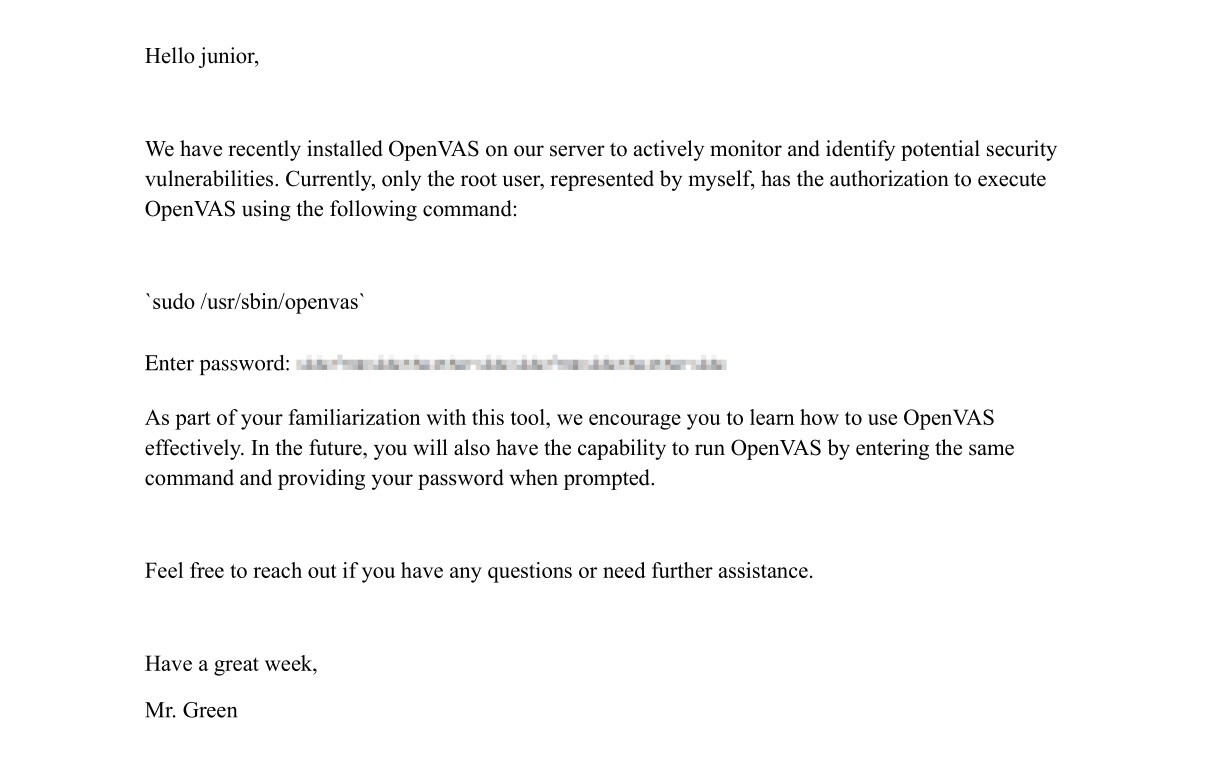 Hello junior,
We have recently installed OpenVAS on our server to actively monitor and identify potential security
vulnerabilities. Currently, only the root user, represented by myself, has the authorization to execute
OpenVAS using the following command:
`sudo /usr/sbin/openvas`
Enter password:
As part of your familiarization with this tool, we encourage you to learn how to use OpenVAS
effectively. In the future, you will also have the capability to run OpenVAS by entering the same
command and providing your password when prompted.
Feel free to reach out if you have any questions or need further assistance.
Have a great week,
Mr. Green